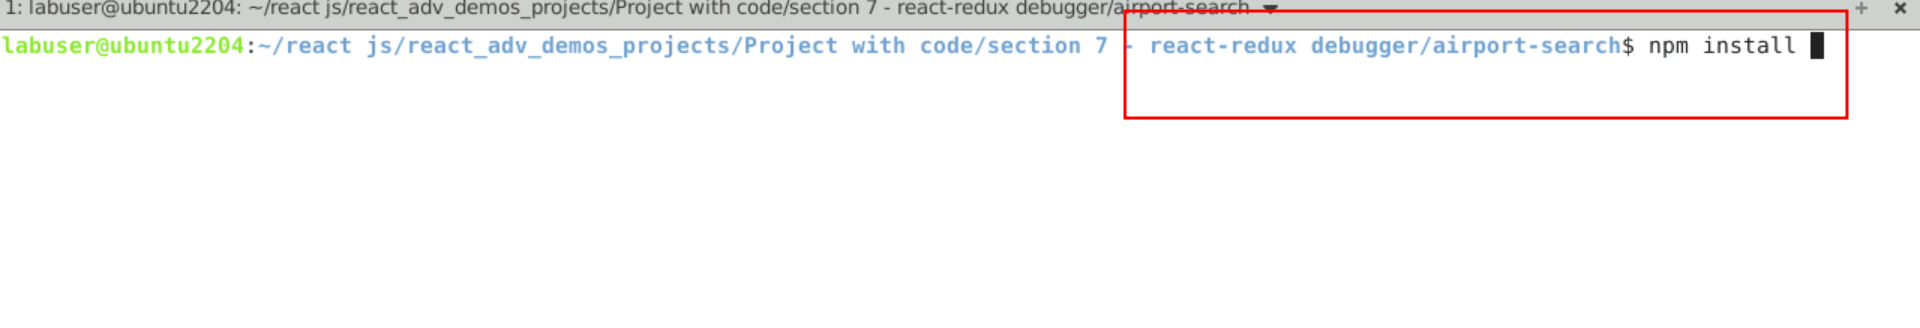 1: labuser@ubuntu2204: ~/react js/react_adv_demos_projects/Project with code/section 7 - react-redux debugger/airport-search
labuser@ubuntu2204:~/react js/react_adv_demos_projects/Project with code/section 7 - react-redux debugger/airport-search$ npm install